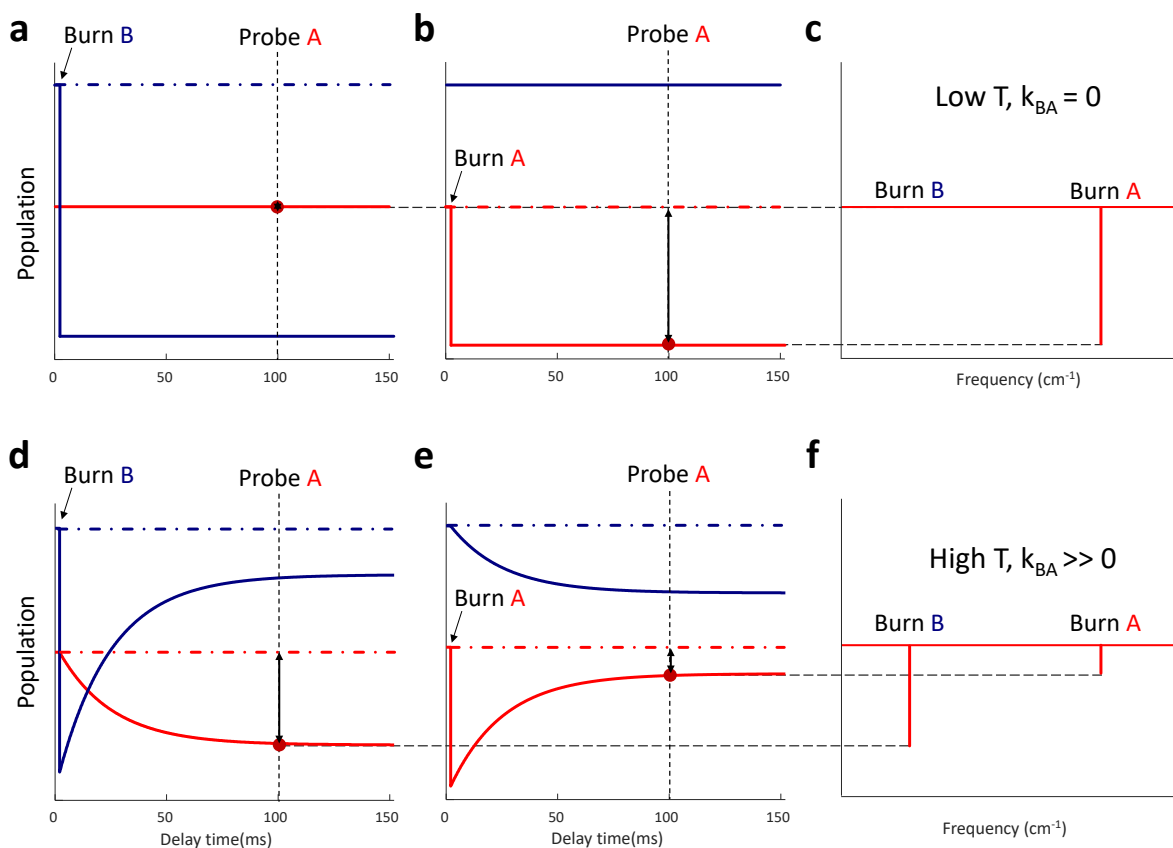 a
Burn B
Probe A
Population
0
50
100
150
b
Probe A
Burn A
0
50
100
150
c
Low T, kBA = 0
Burn B
Burn A
Frequency (cm-1)
d
Burn B
Probe A
Population
0
50
100
150
Delay time(ms)
e
Probe A
Burn A
0
50
100
150
Delay time(ms)
f
High T, kBA >> 0
Burn B
Burn A
Frequency (cm-1)